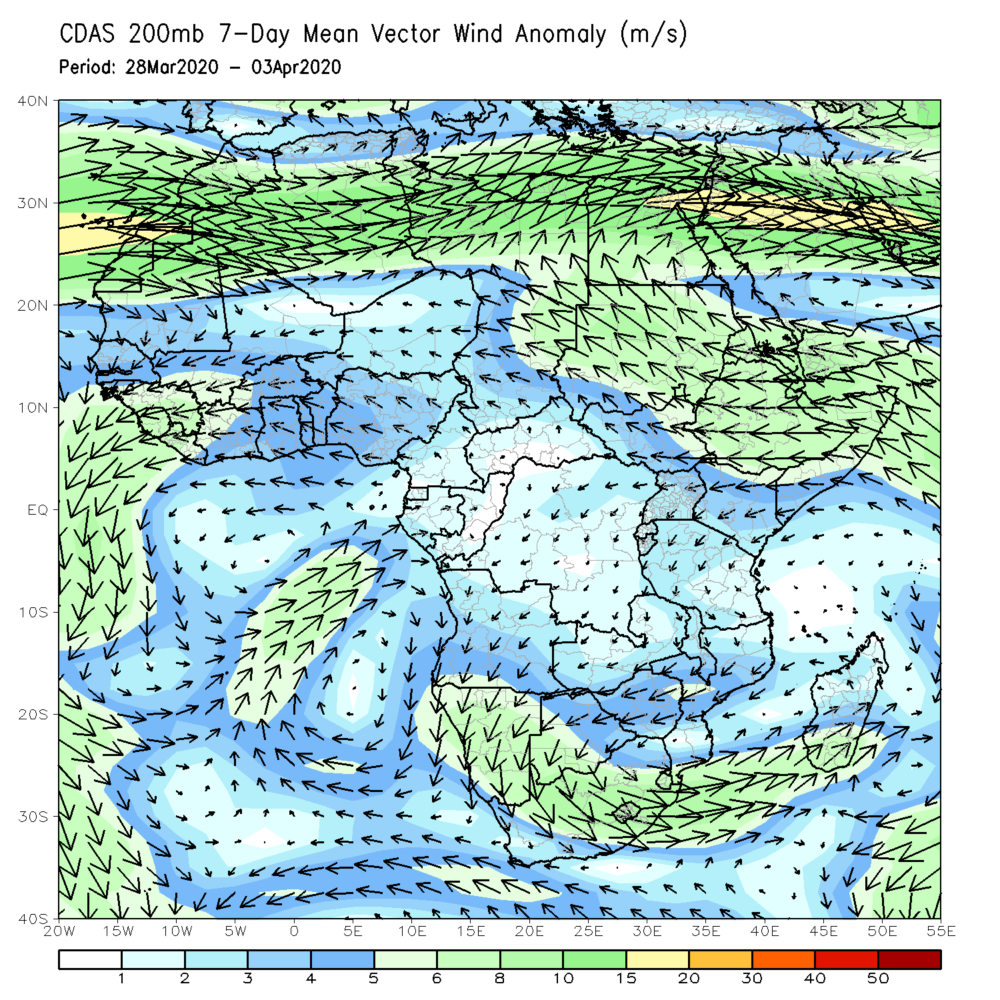 CDAS 200mb 7-Day Mean Vector Wind Anomaly (m/s)
Period: 28Mar2020 - 03Apr2020
40N
30N
20N
10N
EQ
10S
20S
30S
40S
20W 15W 10W 5W 0 5E 10E 15E 20E 25E 30E 35E 40E 45E 50E 55E
1 2 3 4 5 6 8 10 15 20 30 40 50